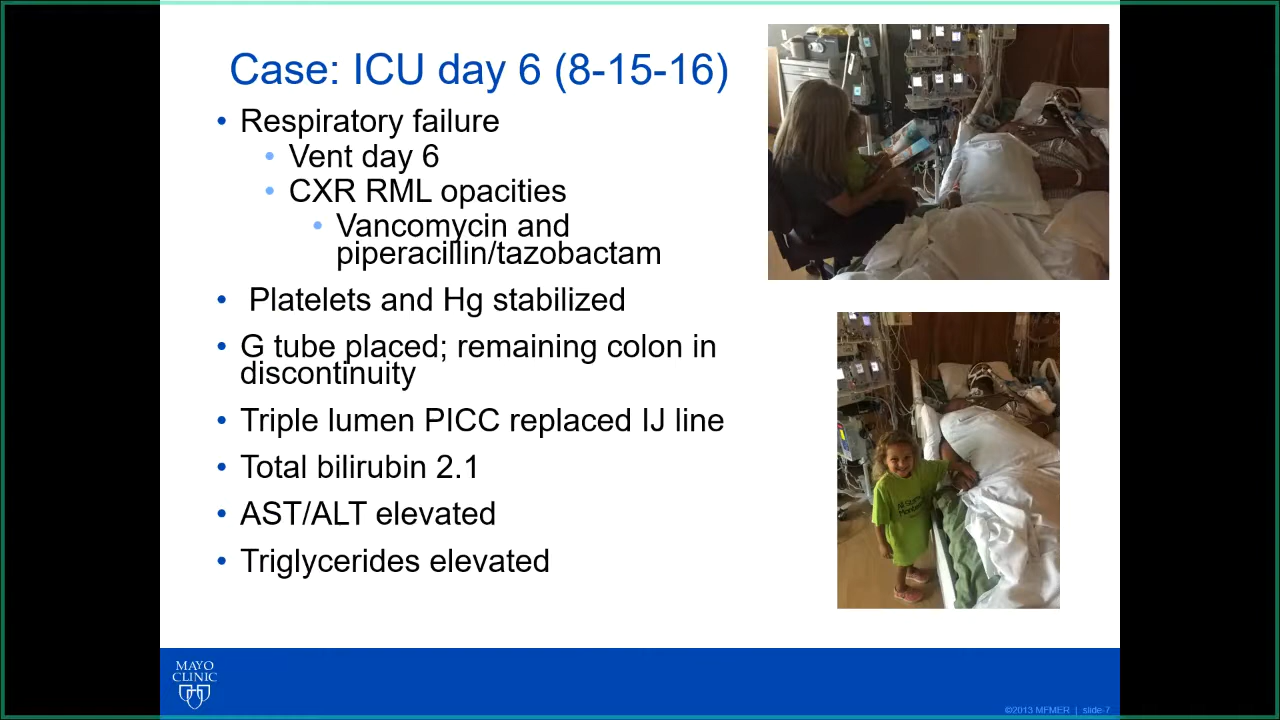 Case: ICU day 6 (8-15-16)
• Respiratory failure
• Vent day 6
• CXR RML opacities
• Vancomycin and
piperacillin/tazobactam
• Platelets and Hg stabilized
• G tube placed; remaining colon in
discontinuity
• Triple lumen PICC replaced IJ line
• Total bilirubin 2.1
• AST/ALT elevated
• Triglycerides elevated
MAYO
CLINIC
©2013 MFMER | slide-7